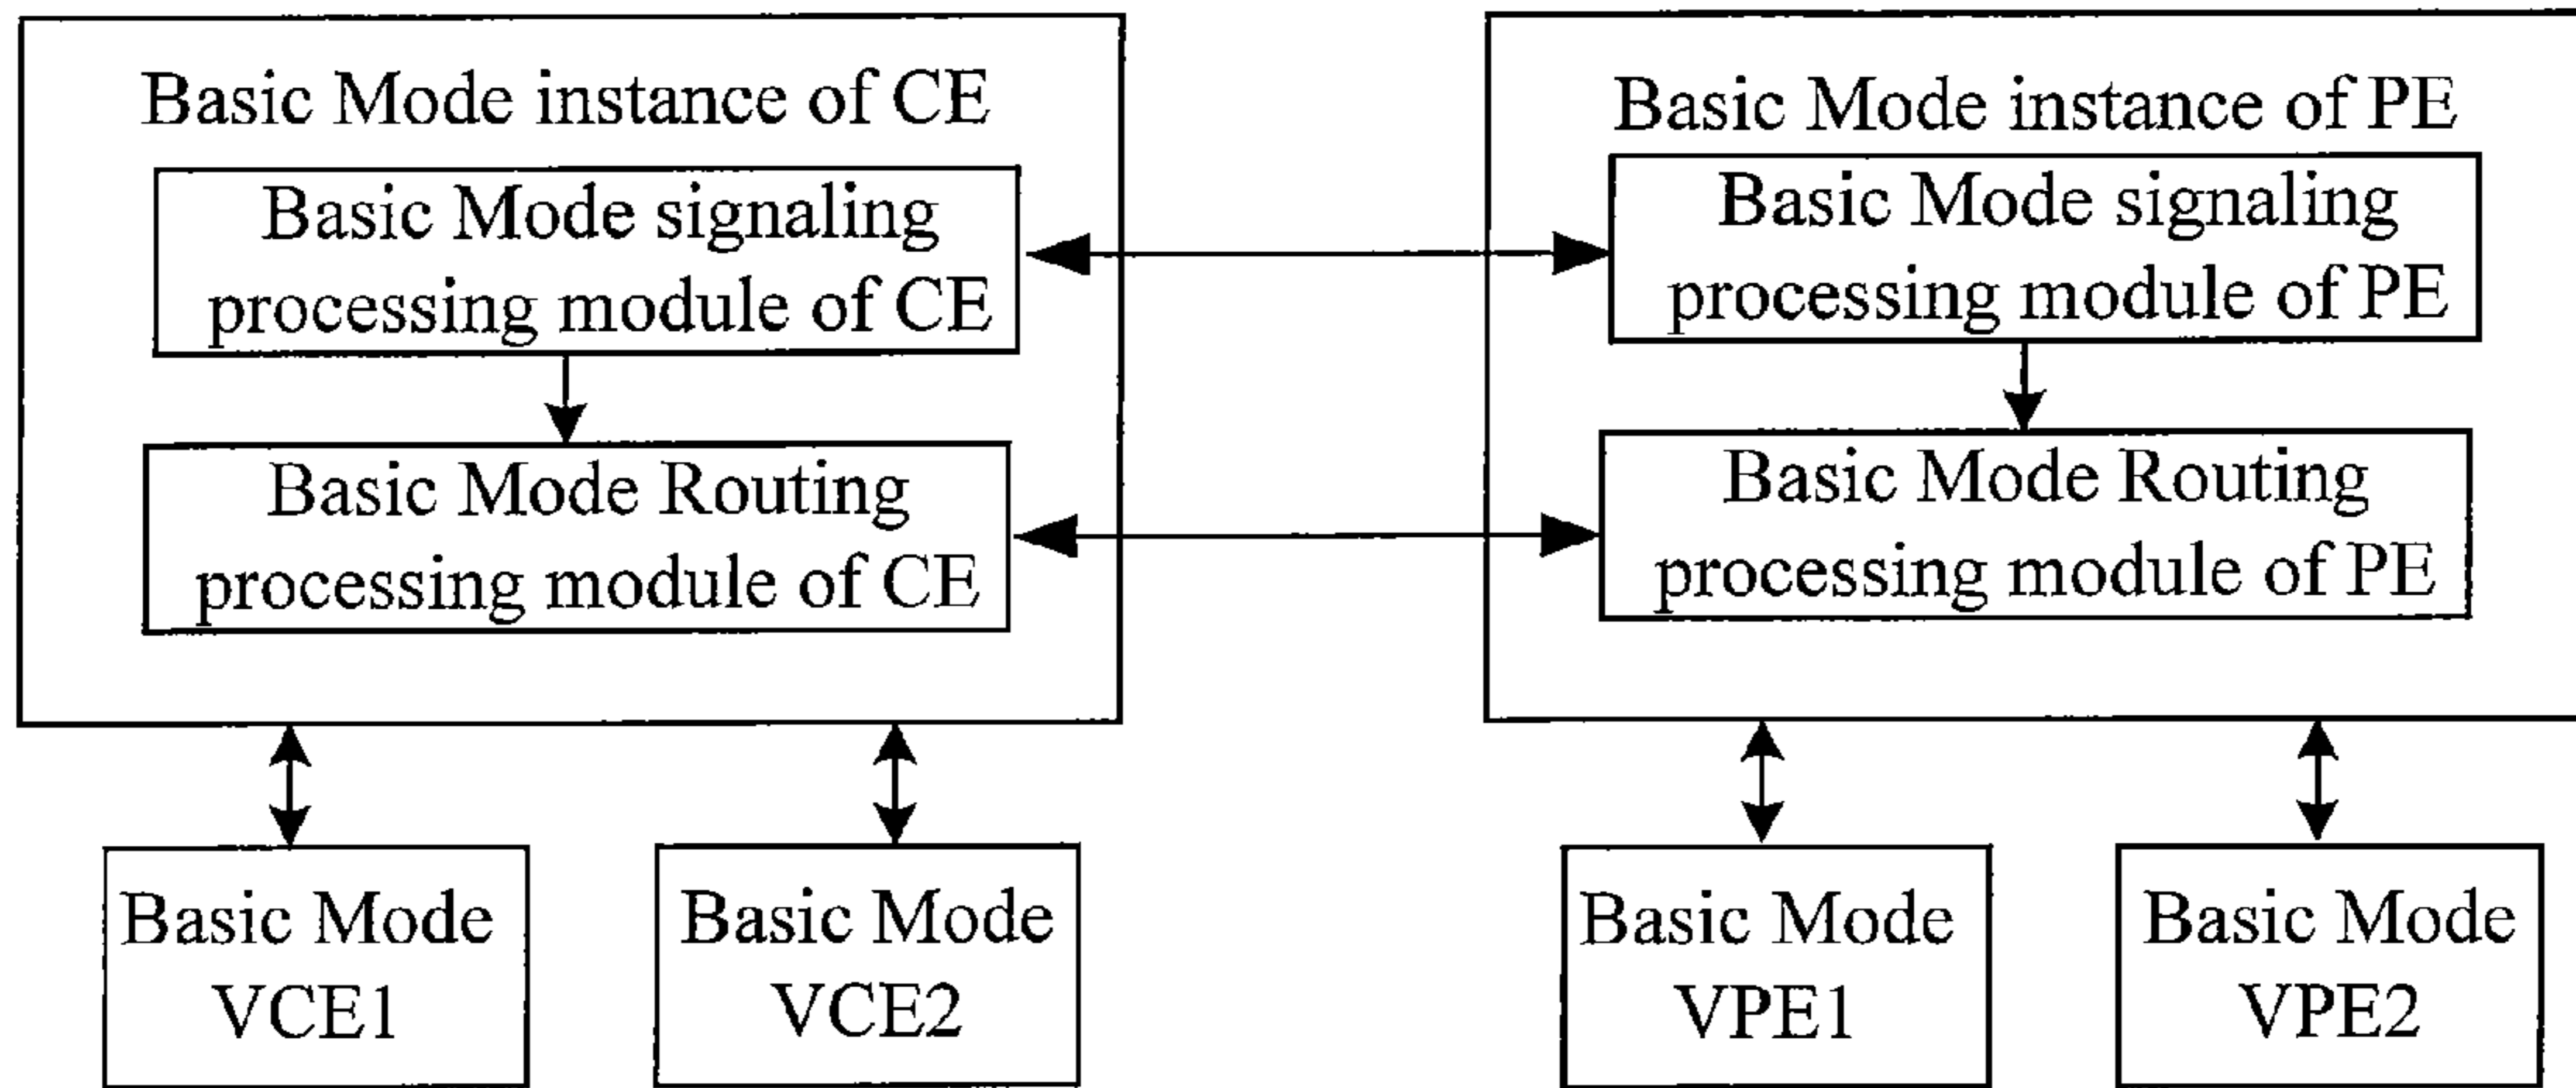 Basic Mode instance of CE
Basic Mode signaling
processing module of CE
Basic Mode Routing
processing module of CE
Basic Mode instance of PE
Basic Mode signaling
processing module of PE
Basic Mode Routing
processing module of PE
Basic Mode
VCE1
Basic Mode
VCE2
Basic Mode
VPE1
Basic Mode
VPE2